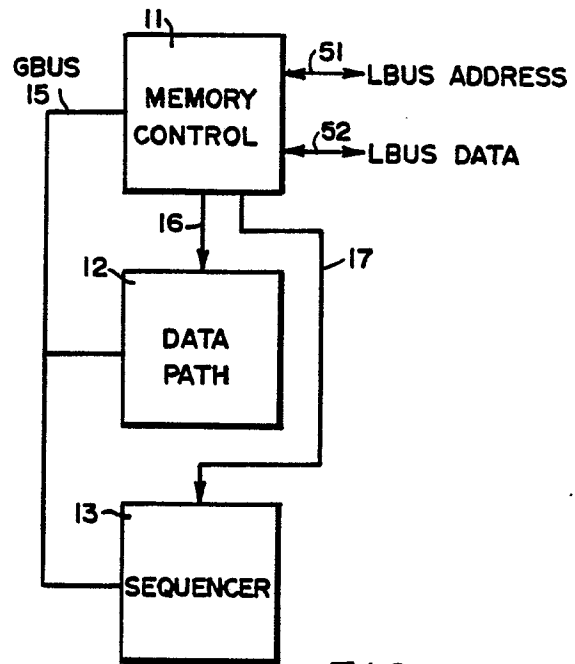 11
GBUS
15
MEMORY
CONTROL
51
LBUS ADDRESS
52
LBUS DATA
16
17
12
DATA
PATH
13
SEQUENCER